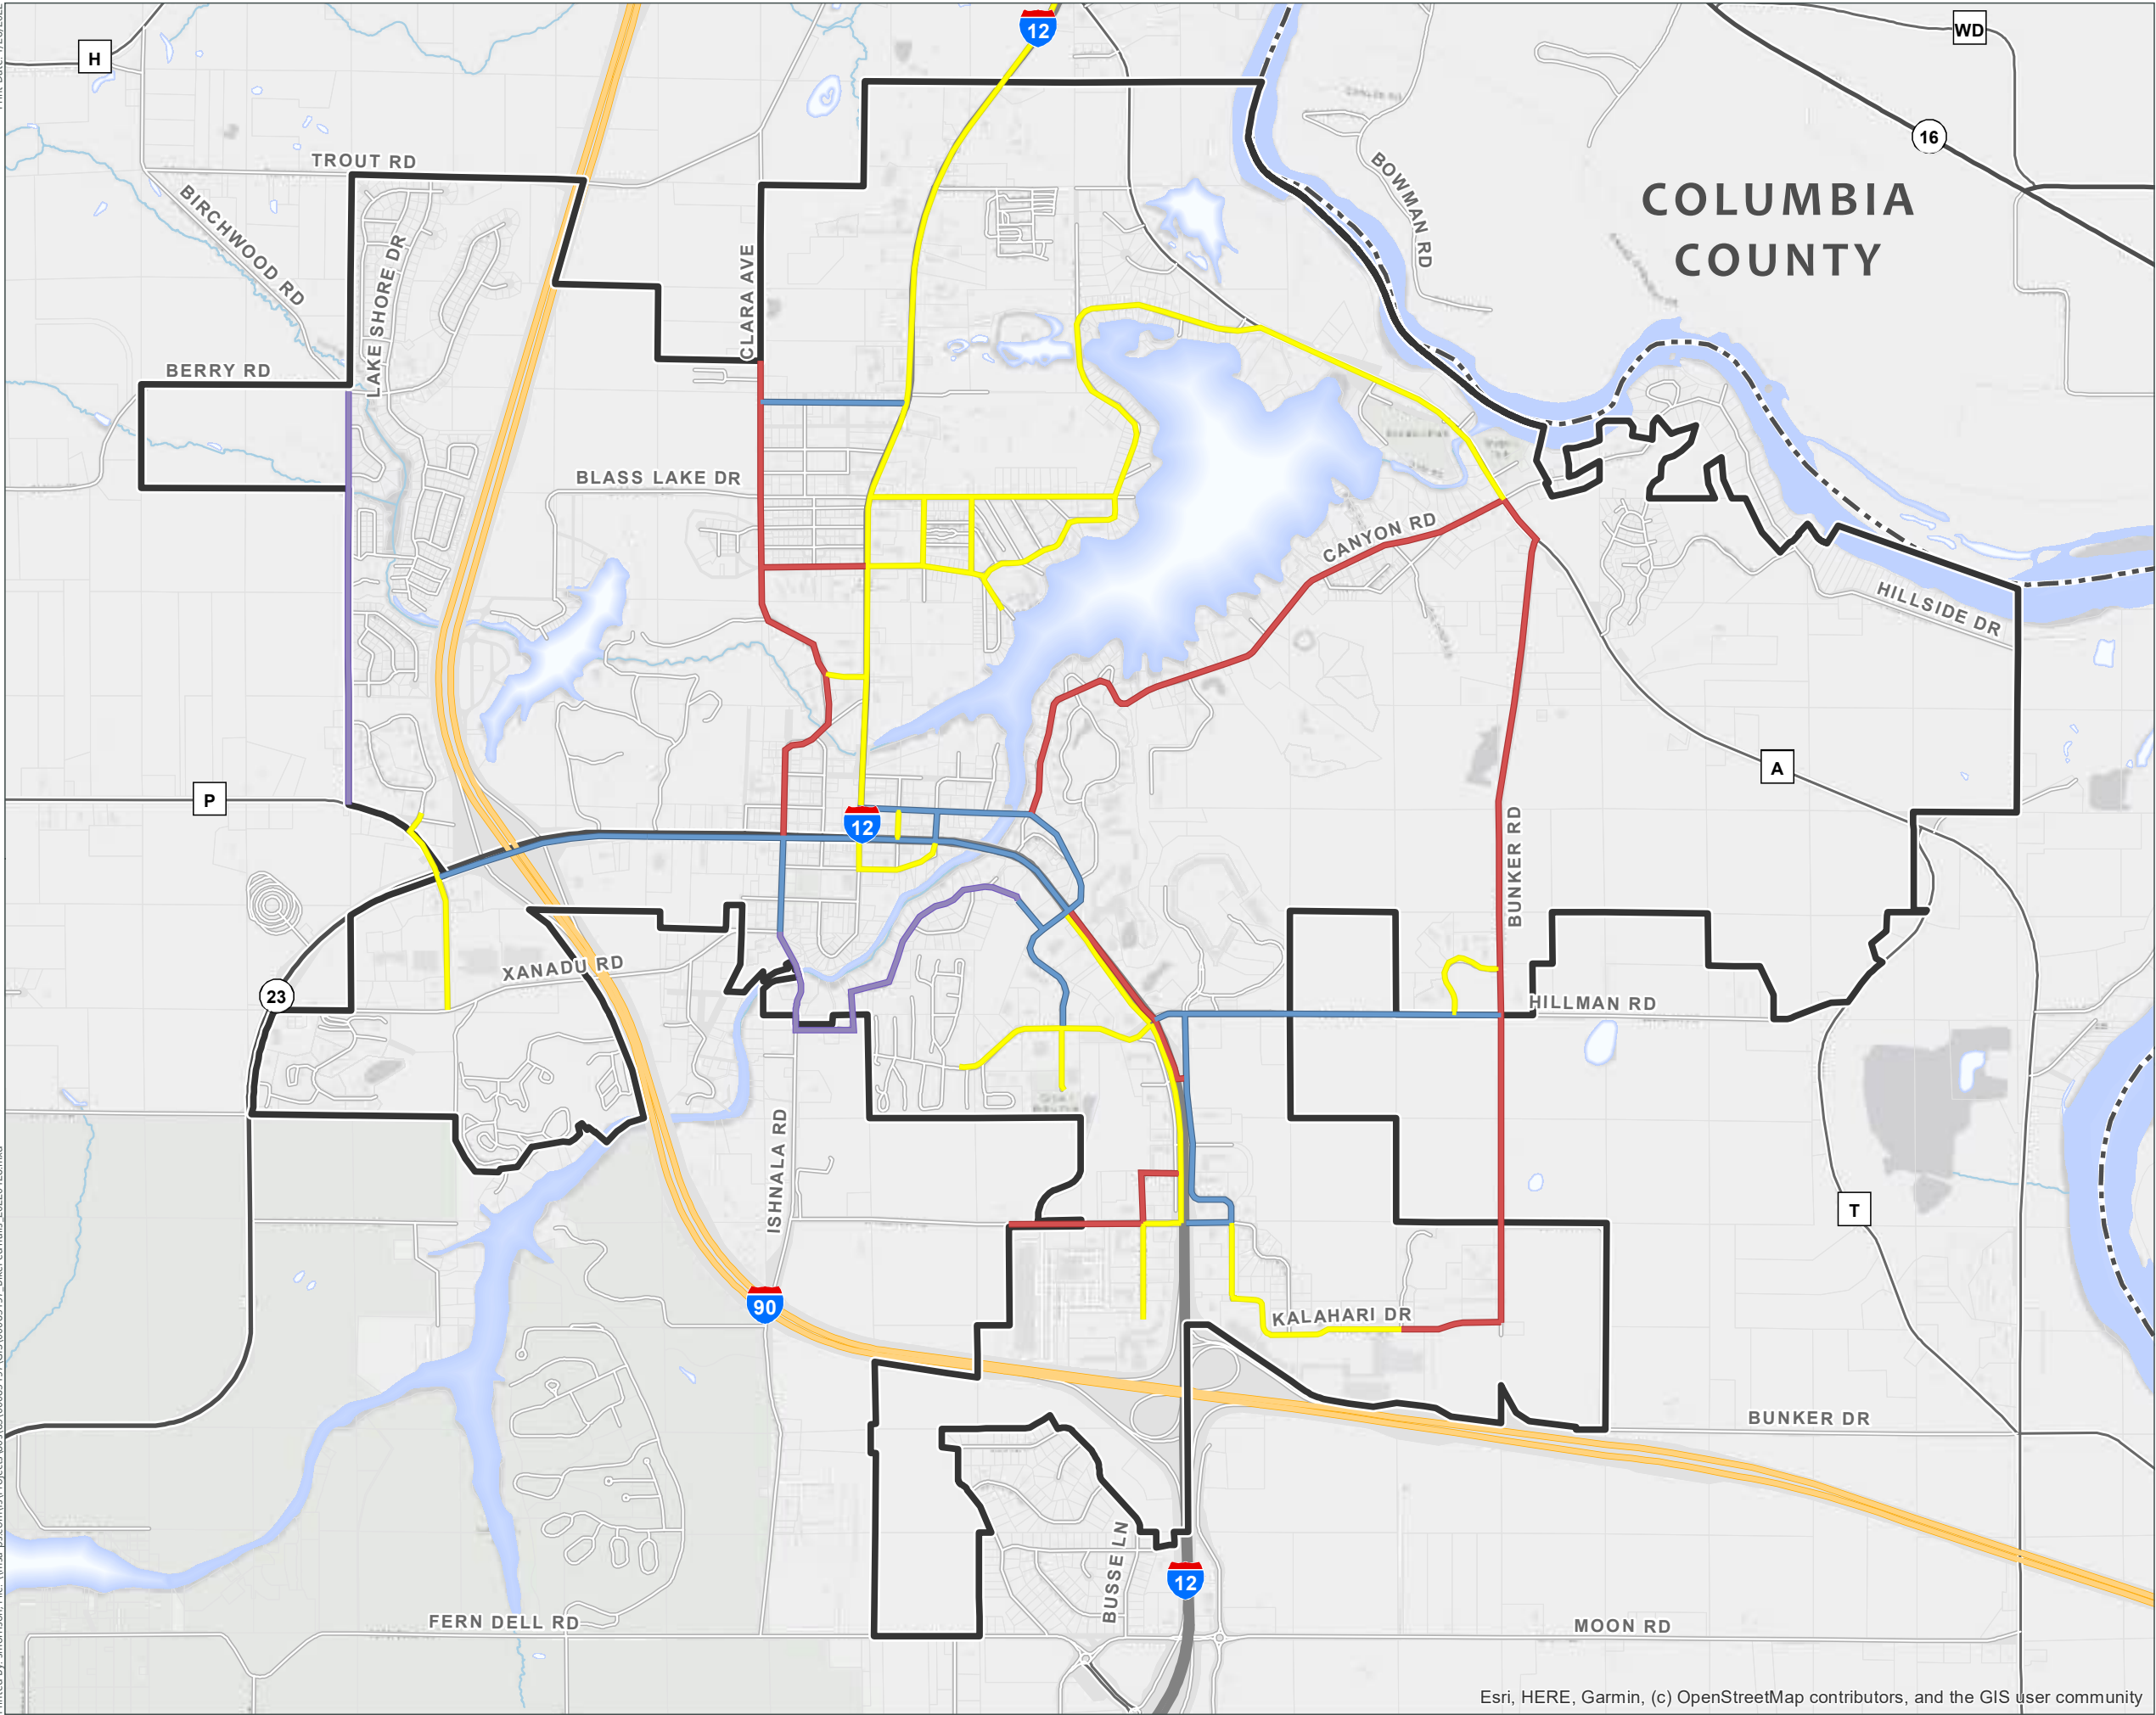 12
H
WD
16
TROUT RD
BIRCHWOOD RD
LAKE SHORE DR
CLARA AVE
BOWMAN RD
COLUMBIA
COUNTY
BERRY RD
BLASS LAKE DR
CANYON RD
HILLSIDE DR
P
A
12
BUNKER RD
XANADU RD
23
HILLMAN RD
ISHNALA RD
T
90
KALAHARI DR
BUNKER DR
BUSSE LN
12
FERN DELL RD
MOON RD
Esri, HERE, Garmin, (c) OpenStreetMap contributors, and the GIS user community